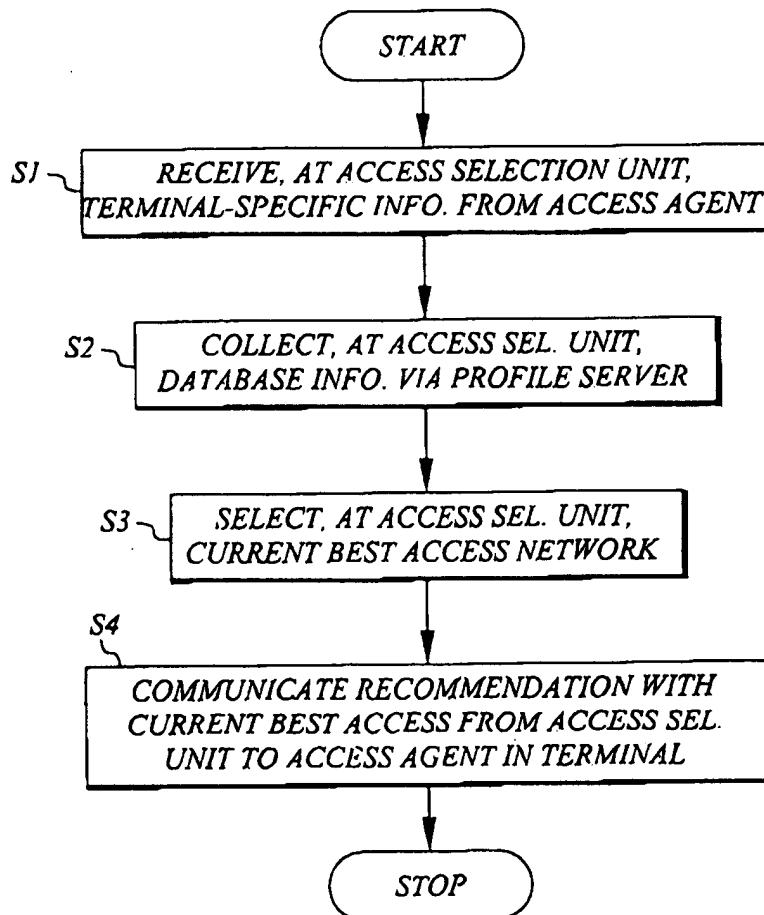 START
S1
RECEIVE, AT ACCESS SELECTION UNIT,
TERMINAL-SPECIFIC INFO. FROM ACCESS AGENT
S2
COLLECT, AT ACCESS SEL. UNIT,
DATABASE INFO. VIA PROFILE SERVER
S3
SELECT, AT ACCESS SEL. UNIT,
CURRENT BEST ACCESS NETWORK
S4
COMMUNICATE RECOMMENDATION WITH
CURRENT BEST ACCESS FROM ACCESS SEL.
UNIT TO ACCESS AGENT IN TERMINAL
STOP